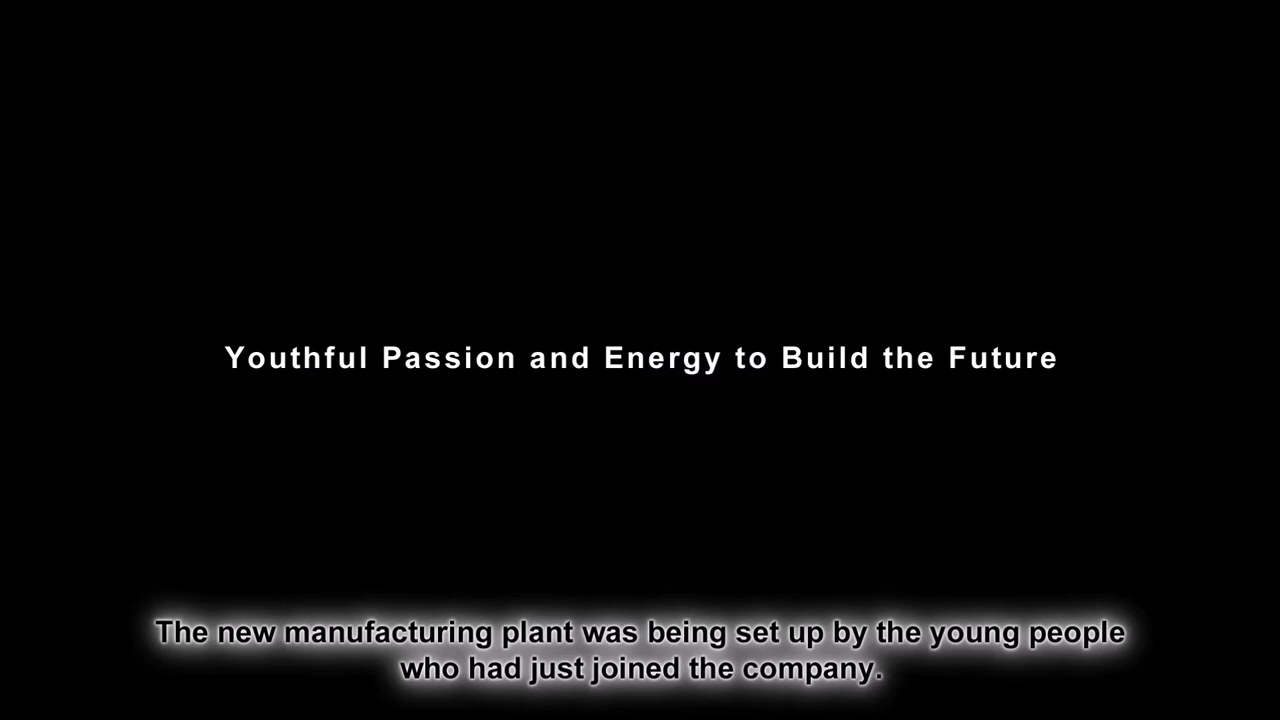 Youthful Passion and Energy to Build the Future
The new manufacturing plant was being set up by the young people
who had just joined the company.